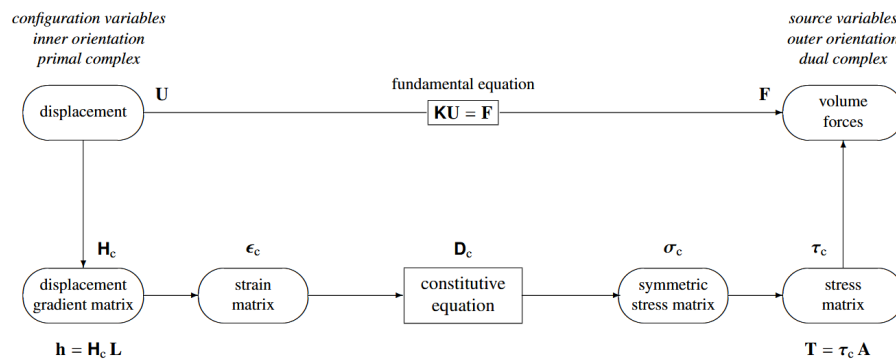 configuration variables
inner orientation
primal complex
source variables
outer orientation
dual complex
fundamental equation
displacement
U
KU = F
F
volume
forces
H_c
ϵ_c
D_c
σ_c
τ_c
displacement
gradient matrix
strain
matrix
constitutive
equation
symmetric
stress matrix
stress
matrix
h = H_c L
T = τ_c A